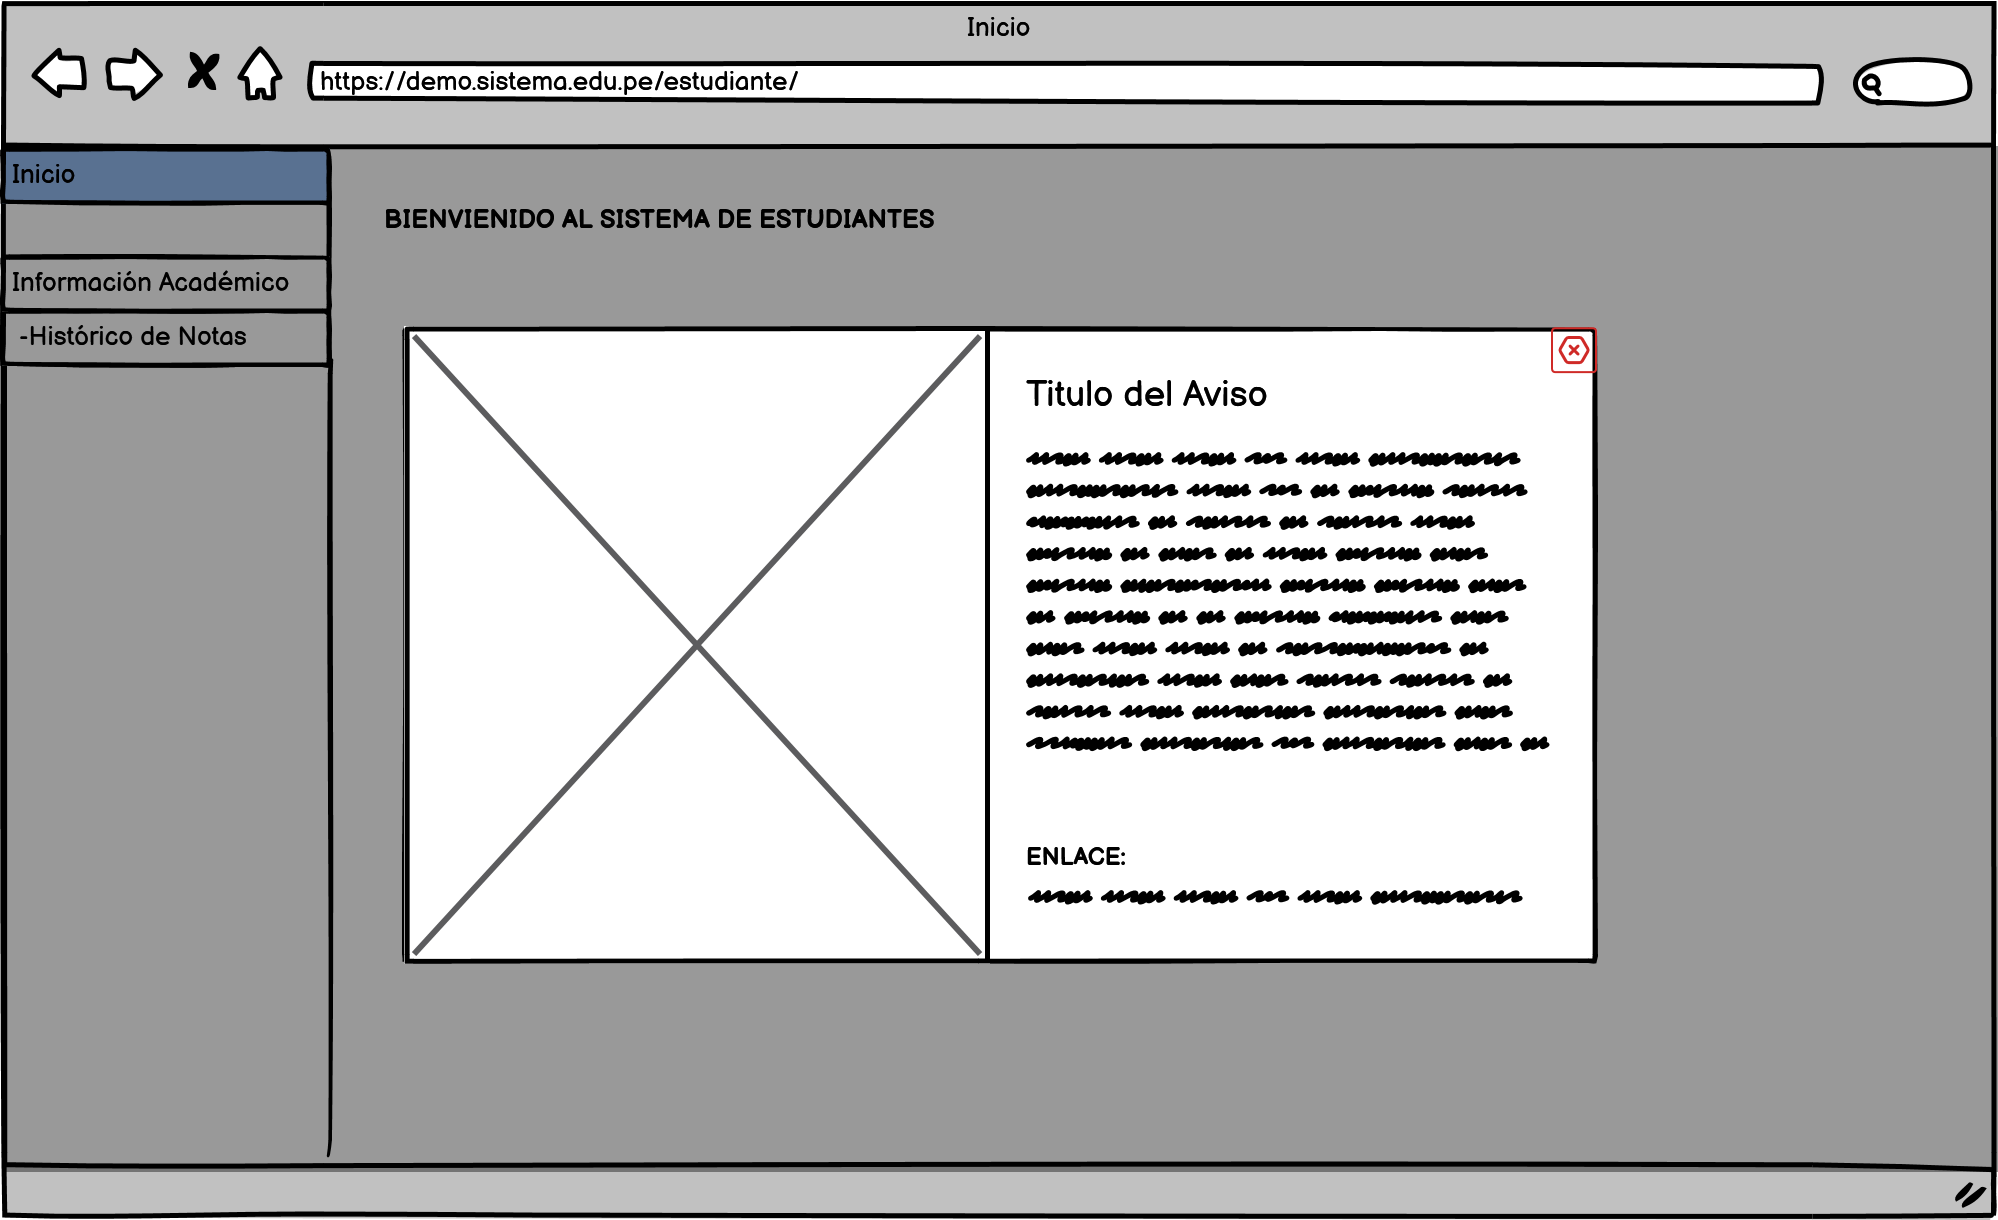 Inicio
https://demo.sistema.edu.pe/estudiante/
Inicio
Información Académico
-Histórico de Notas
BIENVIENIDO AL SISTEMA DE ESTUDIANTES
Titulo del Aviso
ENLACE: